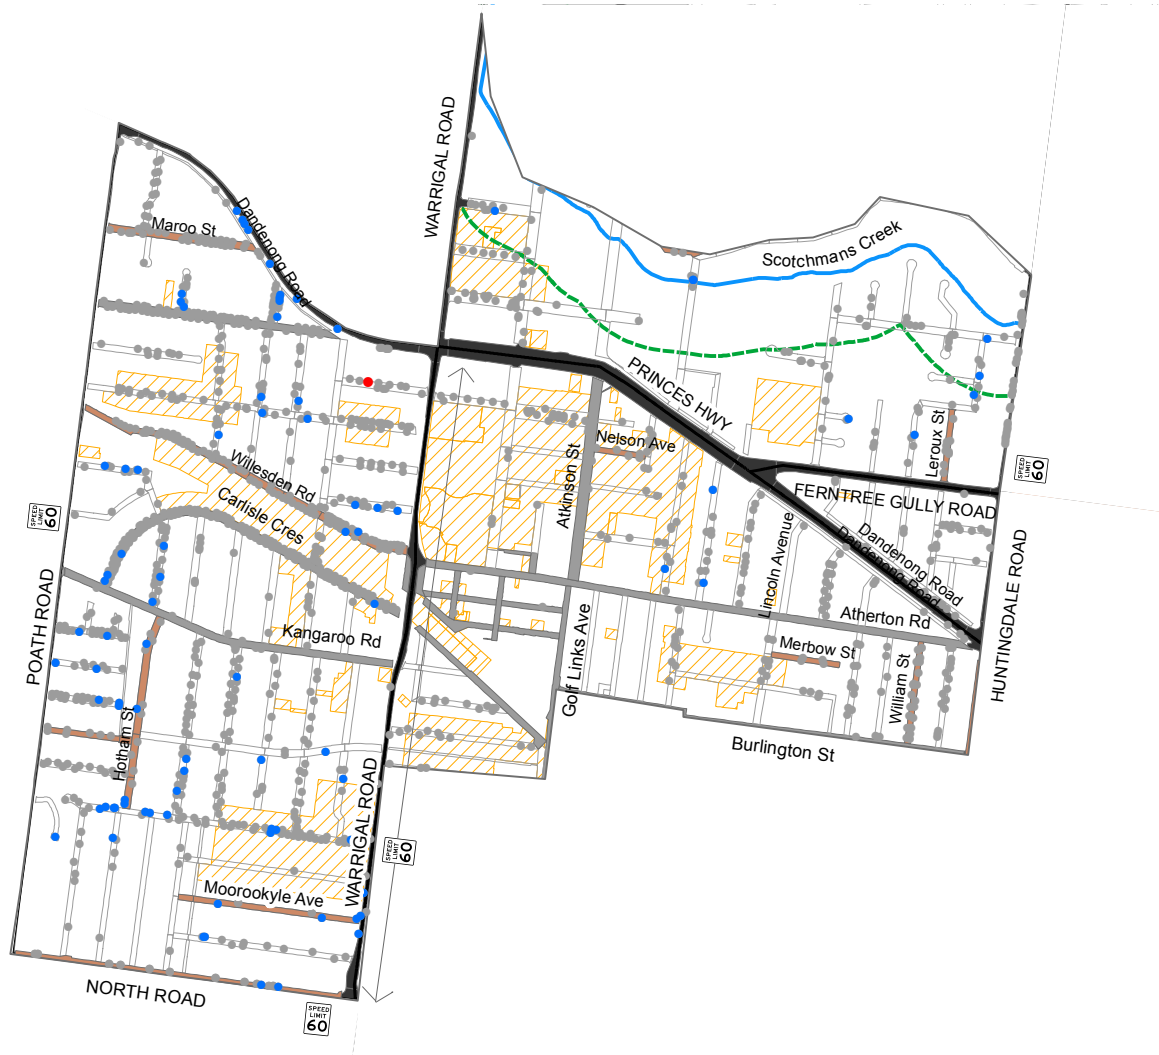 WARRIGAL ROAD
Dandenong Road
Maroo St
Scotchmans Creek
PRINCES HWY
Nelson Ave
Atkinson St
Leroux St
SPEED
LIMIT
60
FERNTREE GULLY ROAD
Willesden Rd
Carlisle Cres
SPEED
LIMIT
60
Dandenong Road
Dandenong Road
Lincoln Avenue
HUNTINGDALE ROAD
POATH ROAD
Kangaroo Rd
Golf Links Ave
Atherton Rd
Merbow St
William St
Hotham St
Burlington St
WARRIGAL ROAD
SPEED
LIMIT
60
Moorookyle Ave
NORTH ROAD
SPEED
LIMIT
60